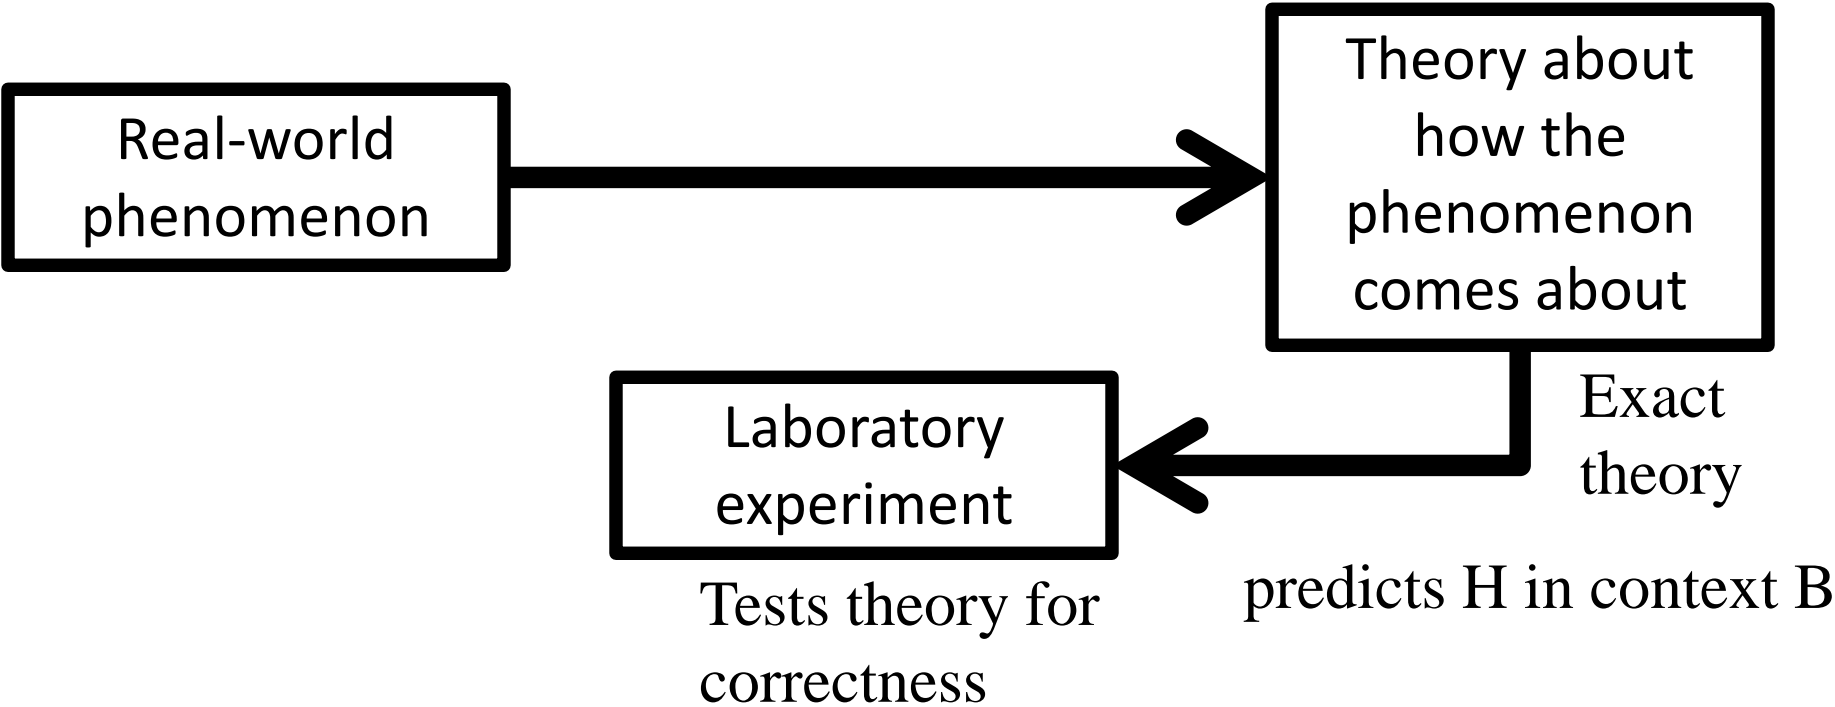 Real-world
phenomenon
Theory about
how the
phenomenon
comes about
Exact
theory
predicts H in context B
Laboratory
experiment
Tests theory for
correctness